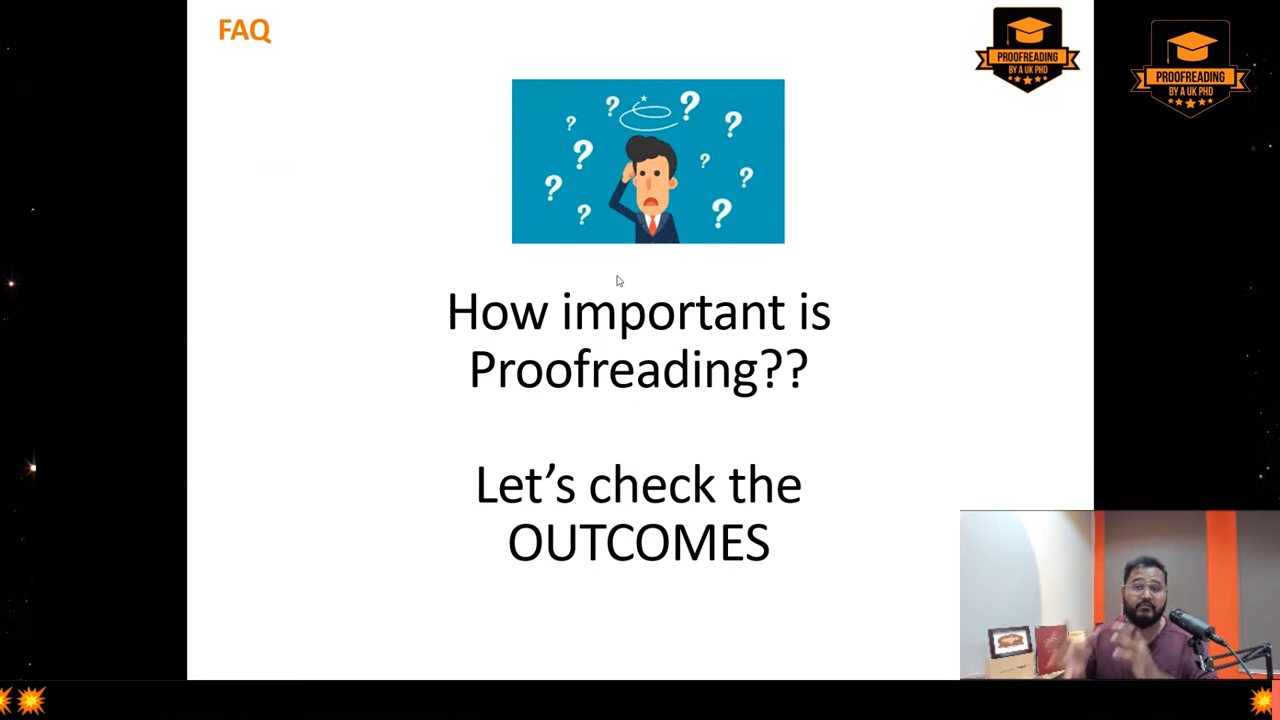 FAQ
PROOFREADING
BY A UK PHD
PROOFREADING
BY A UK PHD
? ? ? ? ? ? ? ? ? ?
How important is
Proofreading??
Let’s check the
OUTCOMES